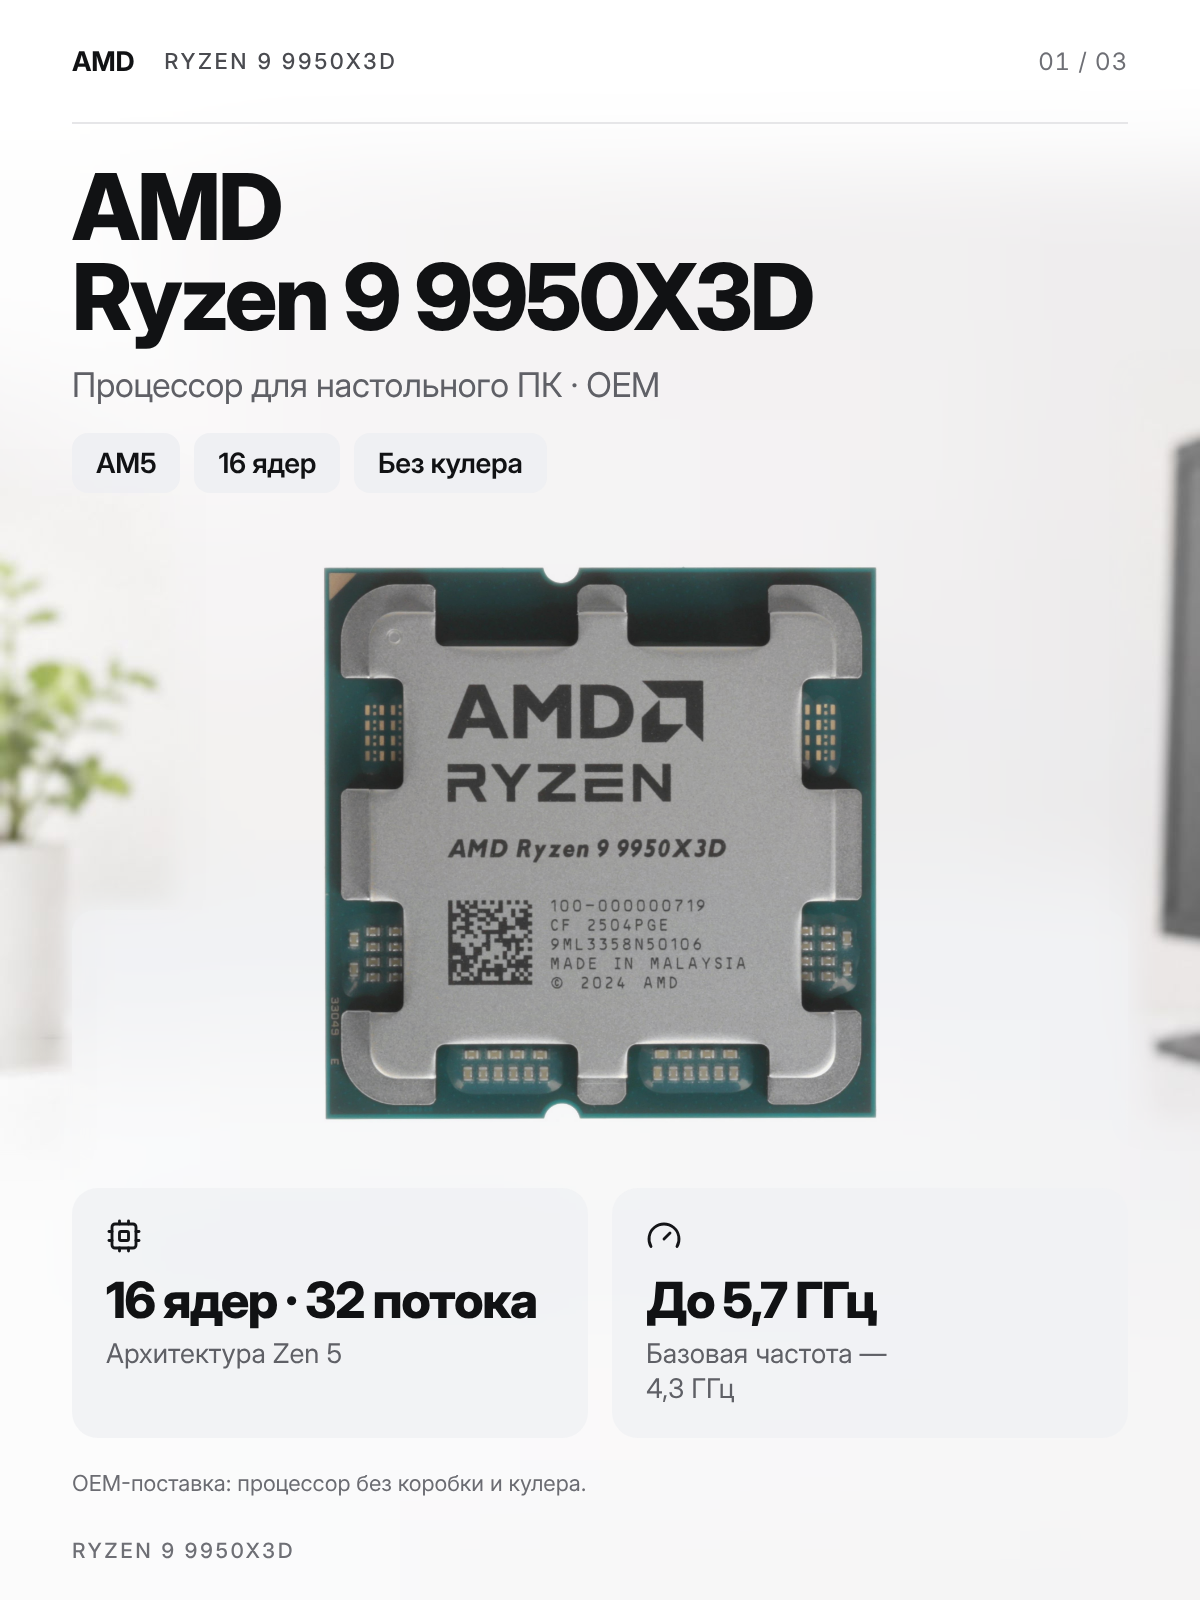 AMD RYZEN 9 9950X3D 01 / 03
AMD
Ryzen 9 9950X3D
Процессор для настольного ПК · OEM
AM5 16 ядер Без кулера
AMD
RYZEN
AMD Ryzen 9 9950X3D
100-000000719
CF 2504PGE
9ML3358N50106
MADE IN MALAYSIA
© 2024 AMD
33049 E
16 ядер · 32 потока
Архитектура Zen 5
До 5,7 ГГц
Базовая частота —
4,3 ГГц
OEM-поставка: процессор без коробки и кулера.
RYZEN 9 9950X3D